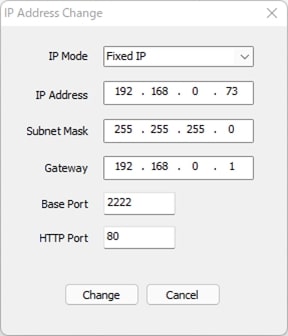 IP Address Change
IP Mode Fixed IP
IP Address 192 . 168 . 0 . 73
Subnet Mask 255 . 255 . 255 . 0
Gateway 192 . 168 . 0 . 1
Base Port 2222
HTTP Port 80
Change Cancel